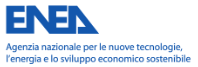 ENEA
Agenzia nazionale per le nuove tecnologie,
l'energia e lo sviluppo economico sostenibile